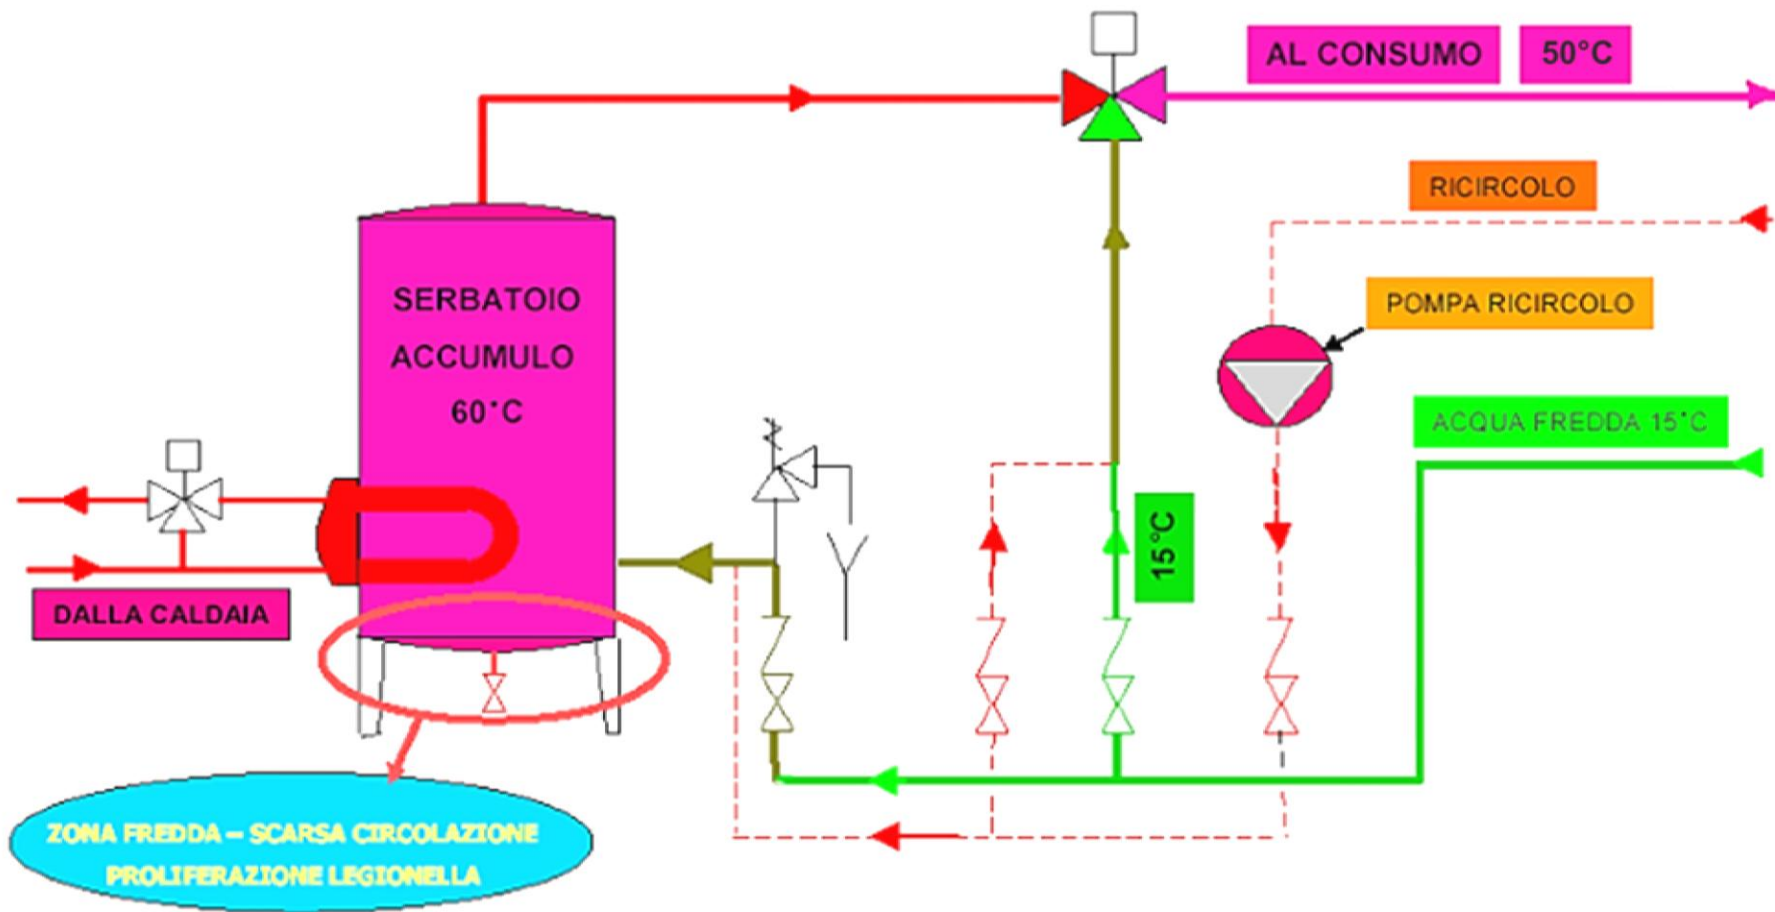 AL CONSUMO
50°C
RICIRCOLO
POMPA RICIRCOLO
ACQUA FREDDA 15°C
SERBATOIO
ACCUMULO
60°C
15°C
DALLA CALDAIA
ZONA FREDDA – SCARSA CIRCOLAZIONE
PROLIFERAZIONE LEGIONELLA